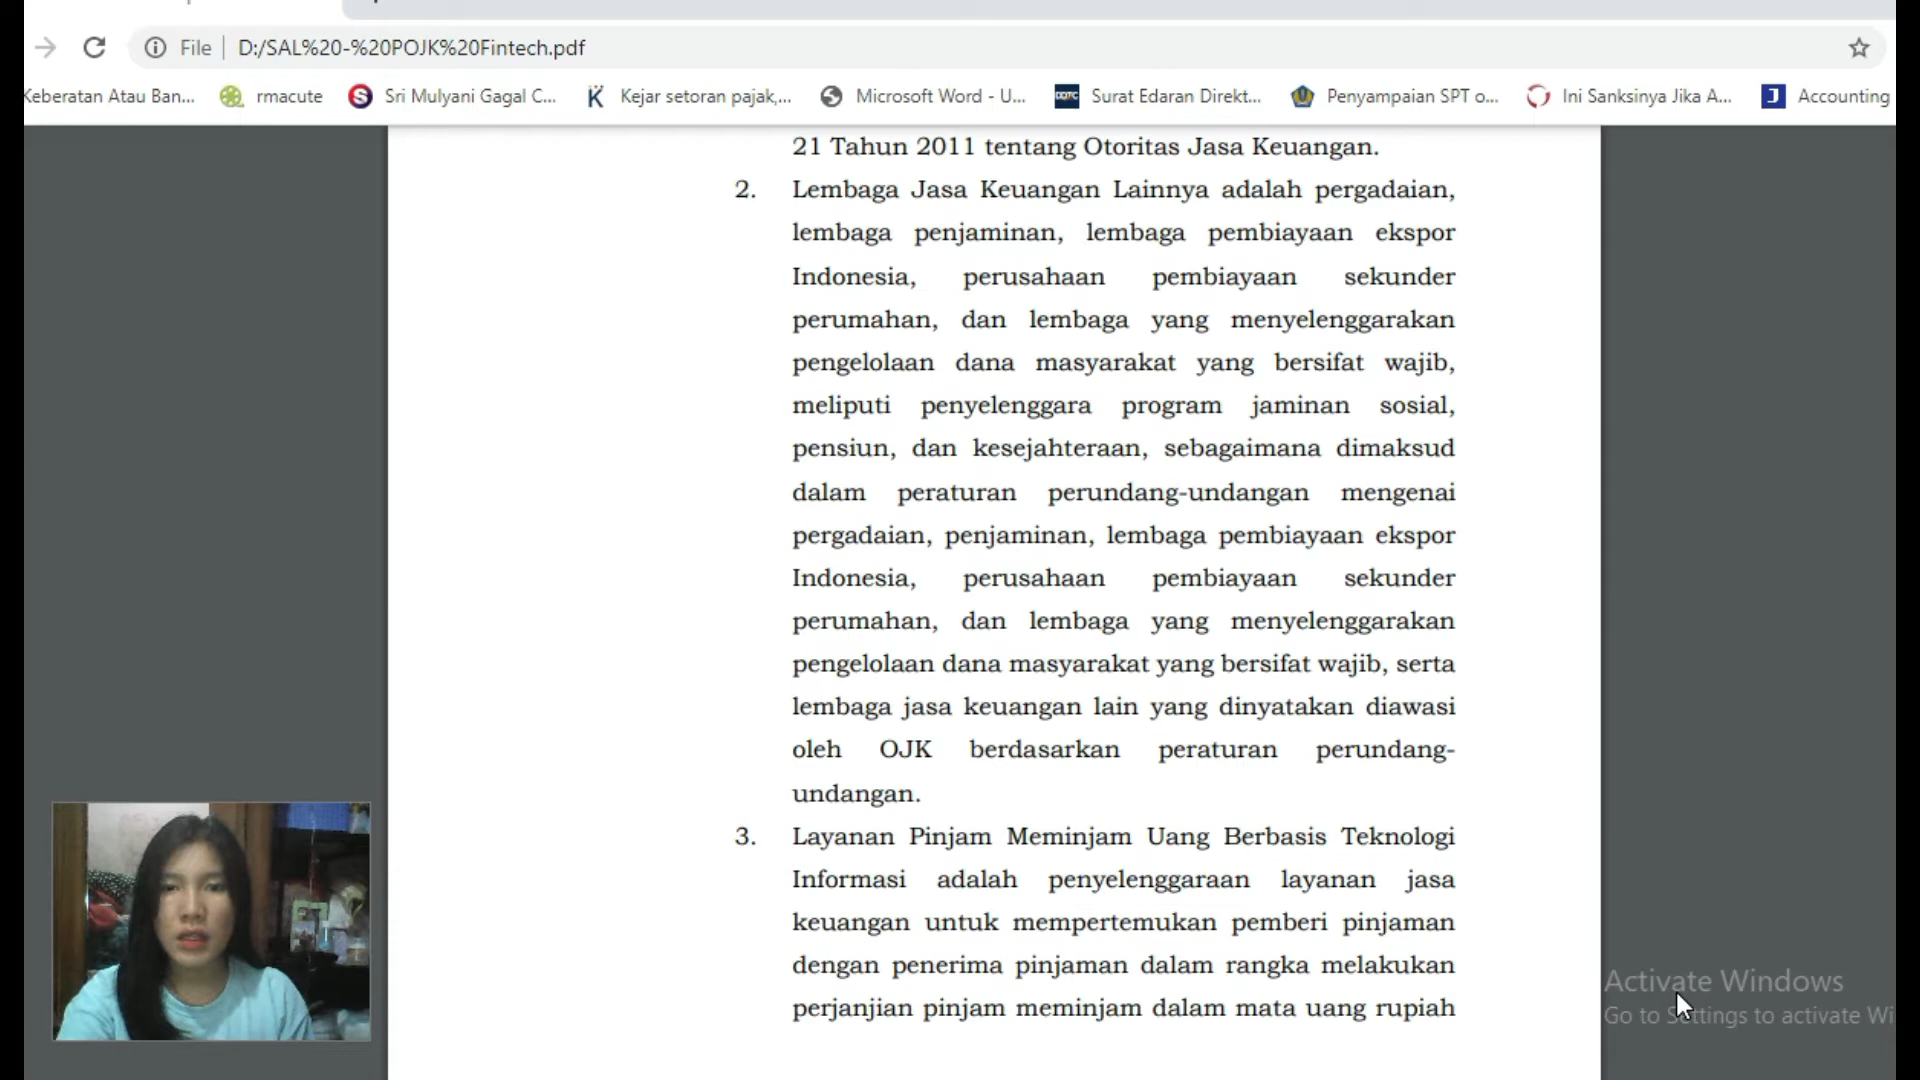 File D:/SAL%20-%20POJK%20Fintech.pdf
Keberatan Atau Ban... rmacute Sri Mulyani Gagal C... Kejar setoran pajak,... Microsoft Word - U... DDTC Surat Edaran Direkt... Penyampaian SPT o... Ini Sanksinya Jika A... J Accounting
21 Tahun 2011 tentang Otoritas Jasa Keuangan.
2. Lembaga Jasa Keuangan Lainnya adalah pergadaian,
lembaga penjaminan, lembaga pembiayaan ekspor
Indonesia, perusahaan pembiayaan sekunder
perumahan, dan lembaga yang menyelenggarakan
pengelolaan dana masyarakat yang bersifat wajib,
meliputi penyelenggara program jaminan sosial,
pensiun, dan kesejahteraan, sebagaimana dimaksud
dalam peraturan perundang-undangan mengenai
pergadaian, penjaminan, lembaga pembiayaan ekspor
Indonesia, perusahaan pembiayaan sekunder
perumahan, dan lembaga yang menyelenggarakan
pengelolaan dana masyarakat yang bersifat wajib, serta
lembaga jasa keuangan lain yang dinyatakan diawasi
oleh OJK berdasarkan peraturan perundang-
undangan.
3. Layanan Pinjam Meminjam Uang Berbasis Teknologi
Informasi adalah penyelenggaraan layanan jasa
keuangan untuk mempertemukan pemberi pinjaman
dengan penerima pinjaman dalam rangka melakukan
perjanjian pinjam meminjam dalam mata uang rupiah
Activate Windows
Go to Settings to activate Wi